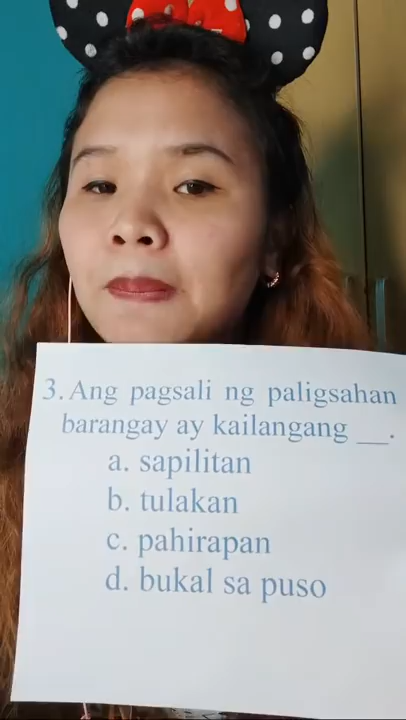 3. Ang pagsali ng paligsahan
barangay ay kailangang ___.
a. sapilitan
b. tulakan
c. pahirapan
d. bukal sa puso